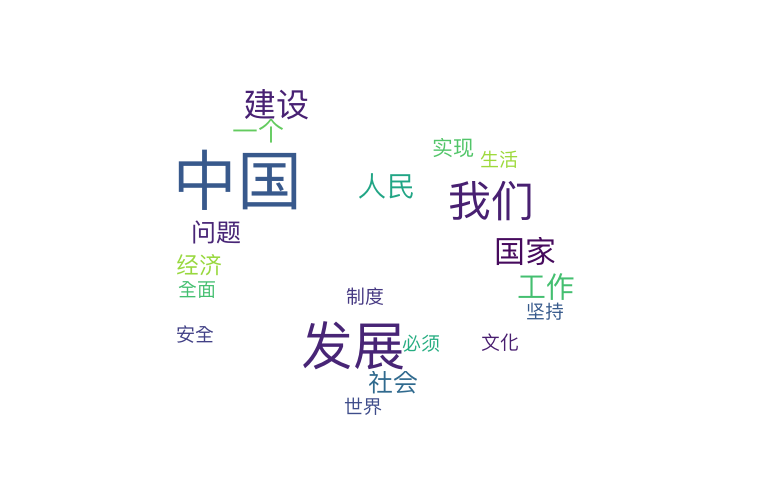 建设
一个
实现
生活
中国
人民
我们
问题
国家
经济
全面
工作
制度
坚持
安全
发展
必须
文化
社会
世界